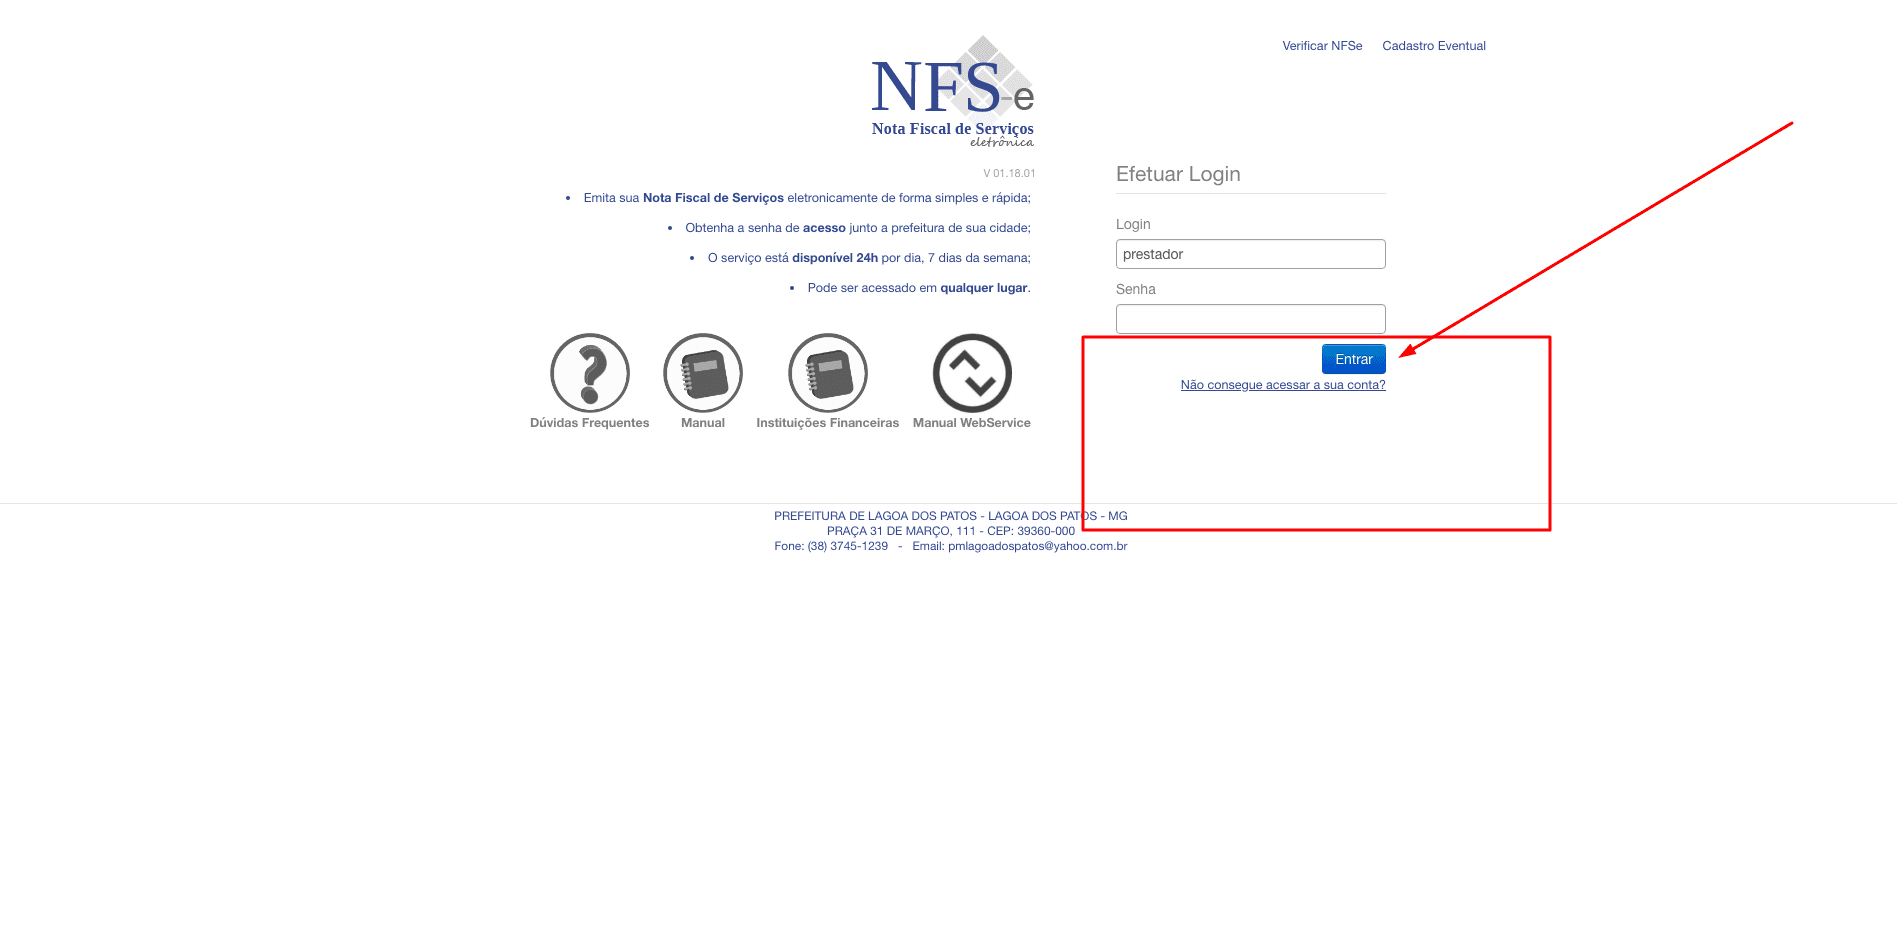 Verificar NFSe Cadastro Eventual
NFS-e
Nota Fiscal de Serviços
eletrônica
V 01.18.01
• Emita sua Nota Fiscal de Serviços eletronicamente de forma simples e rápida;
• Obtenha a senha de acesso junto a prefeitura de sua cidade;
• O serviço está disponível 24h por dia, 7 dias da semana;
• Pode ser acessado em qualquer lugar.
Dúvidas Frequentes Manual Instituições Financeiras Manual WebService
Efetuar Login
Login
prestador
Senha
Entrar
Não consegue acessar a sua conta?
PREFEITURA DE LAGOA DOS PATOS - LAGOA DOS PATOS - MG
PRAÇA 31 DE MARÇO, 111 - CEP: 39360-000
Fone: (38) 3745-1239 - Email: pmlagoadospatos@yahoo.com.br